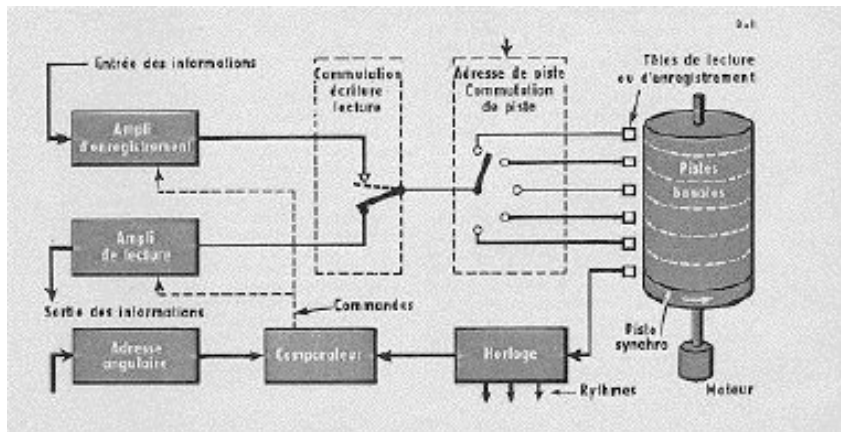 Entrée des informations
Ampli
d'enregistrement
Commutation
écriture
lecture
Adresse de piste
Commutation
de piste
Têtes de lecture
ou d'enregistrement
Pistes
banales
Ampli
de lecture
Sortie des informations
Commandes
Adresse
angulaire
Comparateur
Horloge
Rythmes
Piste
synchro
Moteur